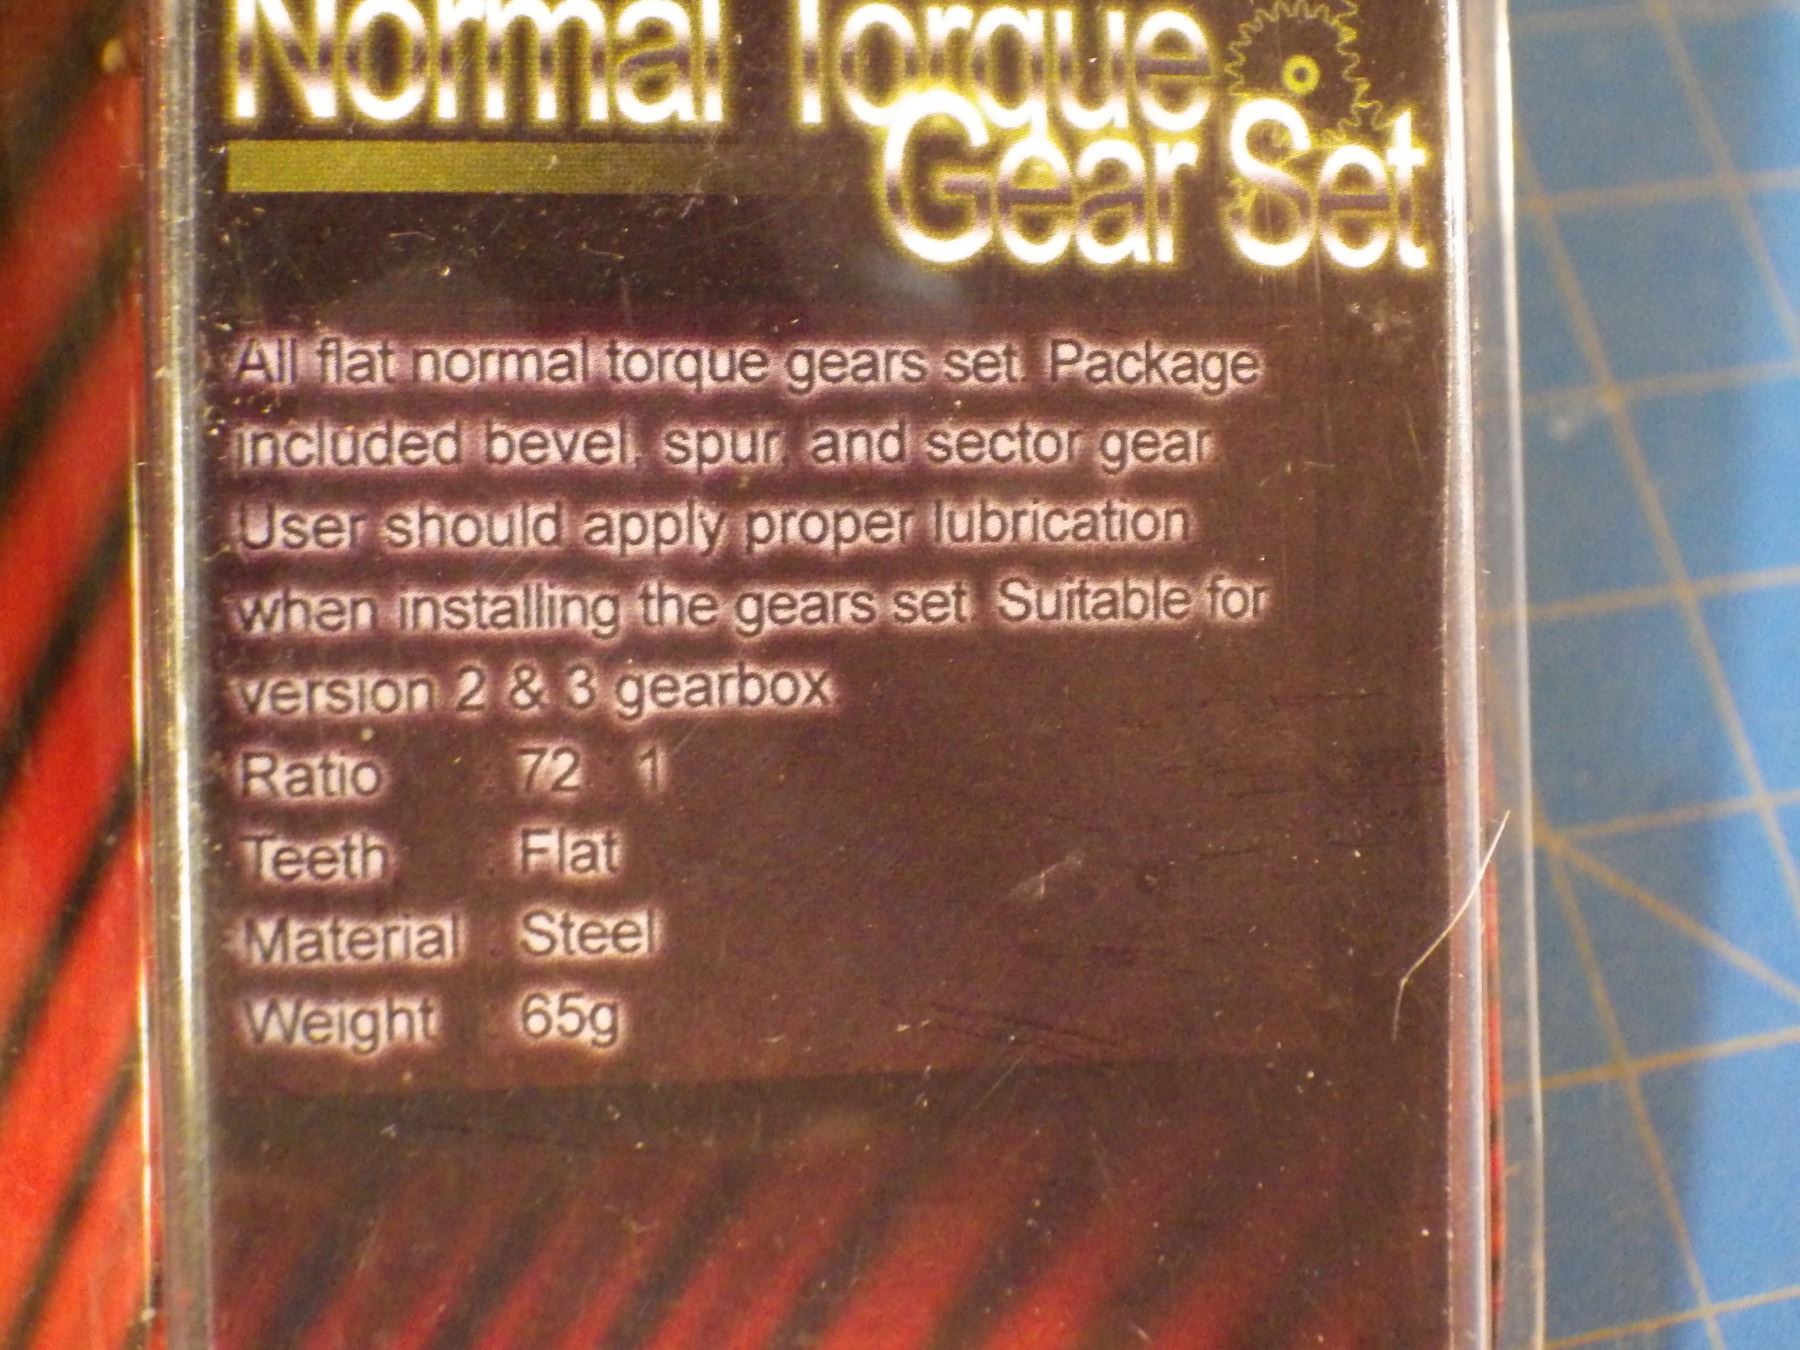 Normal Torque
Gear Set
All flat normal torque gears set. Package
included bevel, spur, and sector gear.
User should apply proper lubrication
when installing the gears set. Suitable for
version 2 & 3 gearbox
Ratio : 72 : 1
Teeth : Flat
Material : Steel
Weight : 65g